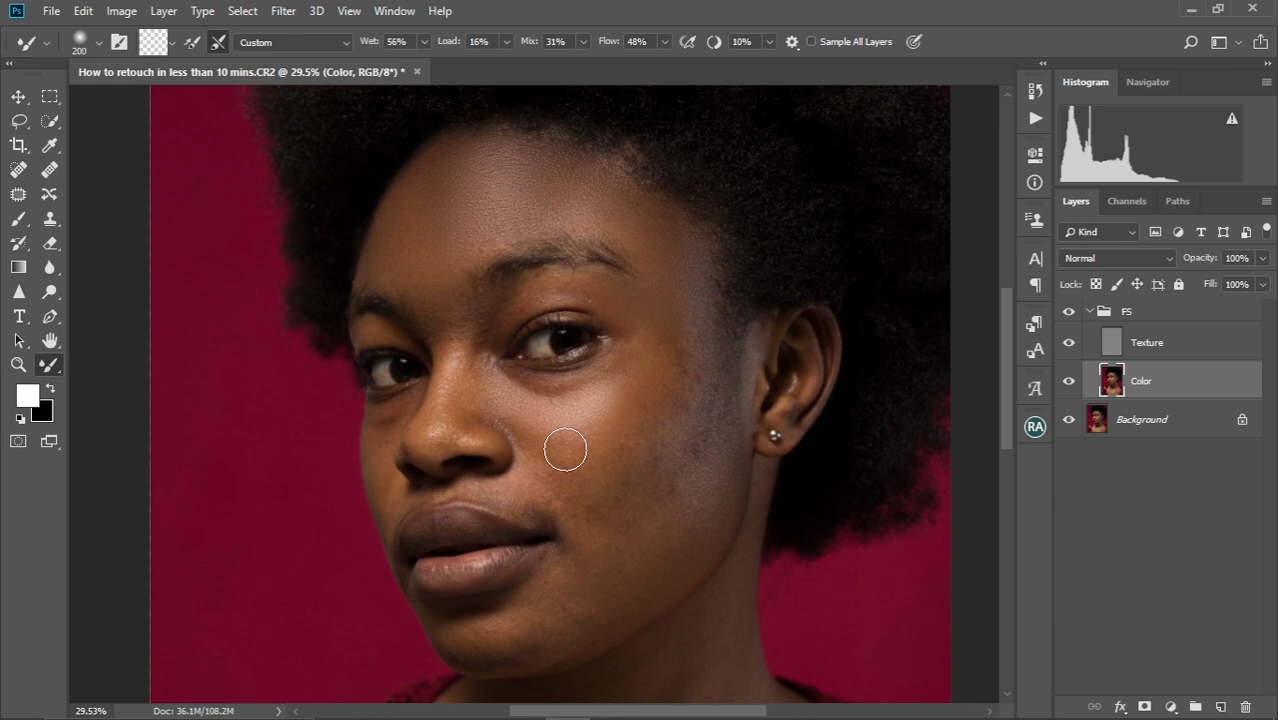 Ps File Edit Image Layer Type Select Filter 3D View Window Help
200 Custom Wet: 56% Load: 16% Mix: 31% Flow: 48% 10% Sample All Layers
How to retouch in less than 10 mins.CR2 @ 29.5% (Color, RGB/8*) *
Histogram Navigator
Layers Channels Paths
Kind
Normal Opacity: 100%
Lock: Fill: 100%
FS
Texture
Color
Background
RA
29.53% Doc: 36.1M/108.2M